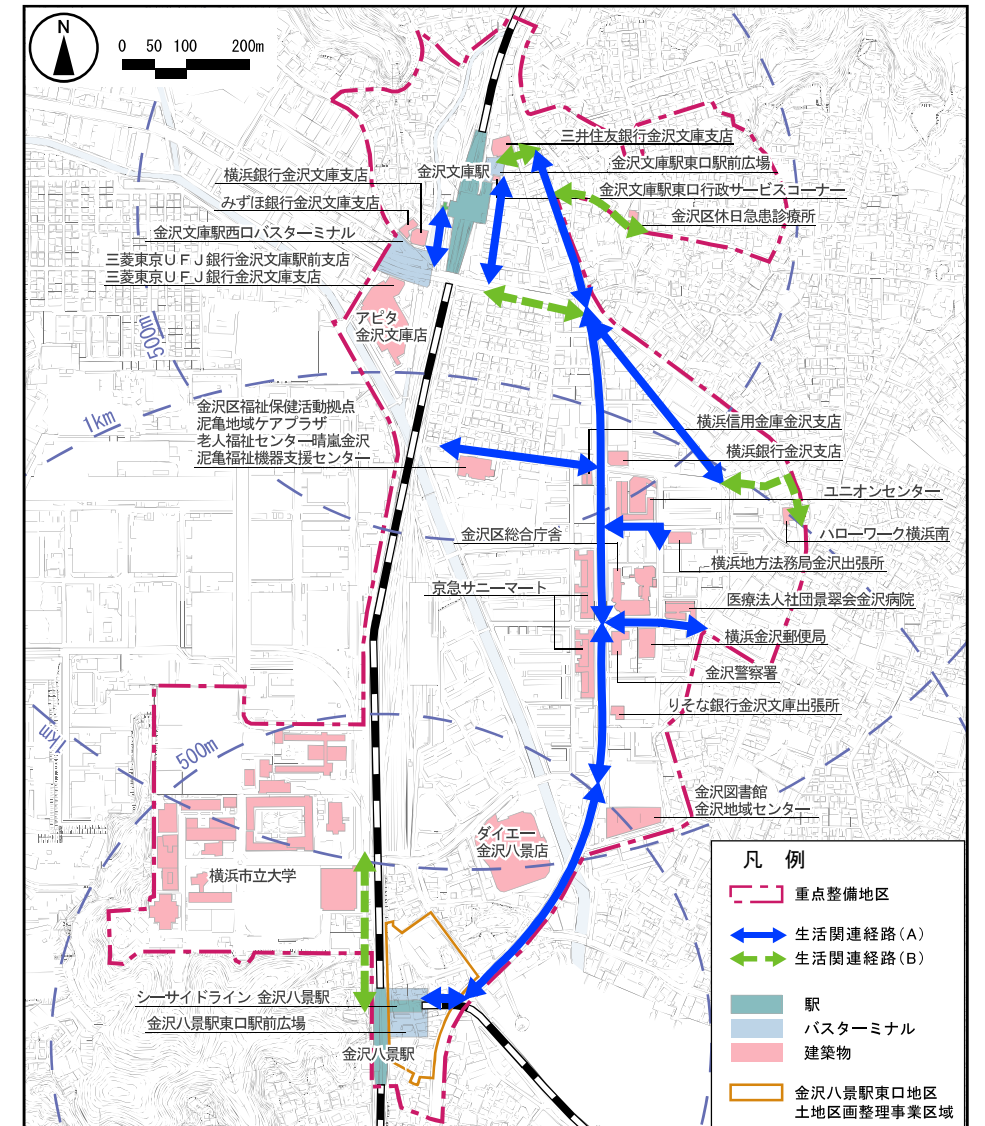 N
0 50 100 200m
三井住友銀行金沢文庫支店
金沢文庫駅
金沢文庫駅東口駅前広場
横浜銀行金沢文庫支店
金沢文庫駅東口行政サービスコーナー
みずほ銀行金沢文庫支店
金沢区休日急患診療所
金沢文庫駅西口バスターミナル
三菱東京ＵＦＪ銀行金沢文庫駅前支店
三菱東京ＵＦＪ銀行金沢文庫支店
アピタ
金沢文庫店
500m
1km
金沢区福祉保健活動拠点
泥亀地域ケアプラザ
老人福祉センター晴嵐金沢
泥亀福祉機器支援センター
横浜信用金庫金沢支店
横浜銀行金沢支店
ユニオンセンター
金沢区総合庁舎
ハローワーク横浜南
横浜地方法務局金沢出張所
京急サニーマート
医療法人社団景翠会金沢病院
横浜金沢郵便局
金沢警察署
りそな銀行金沢文庫出張所
1km
500m
金沢図書館
金沢地域センター
ダイエー
金沢八景店
横浜市立大学
シーサイドライン 金沢八景駅
金沢八景駅東口駅前広場
金沢八景駅
凡 例
重点整備地区
生活関連経路（A）
生活関連経路（B）
駅
バスターミナル
建築物
金沢八景駅東口地区
土地区画整理事業区域